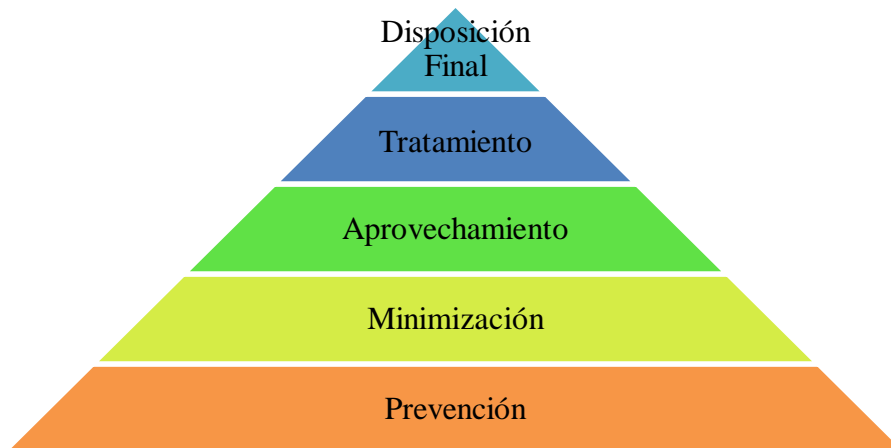 Disposición
Final
Tratamiento
Aprovechamiento
Minimización
Prevención